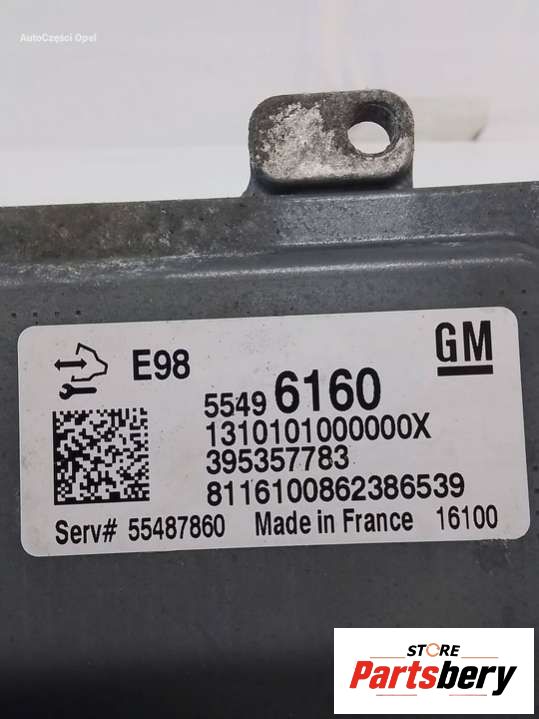 AutoCzęści Opel
E98
GM
5549 6160
1310101000000X
395357783
8116100862386539
Serv# 55487860 Made in France 16100
STORE
Partsbery